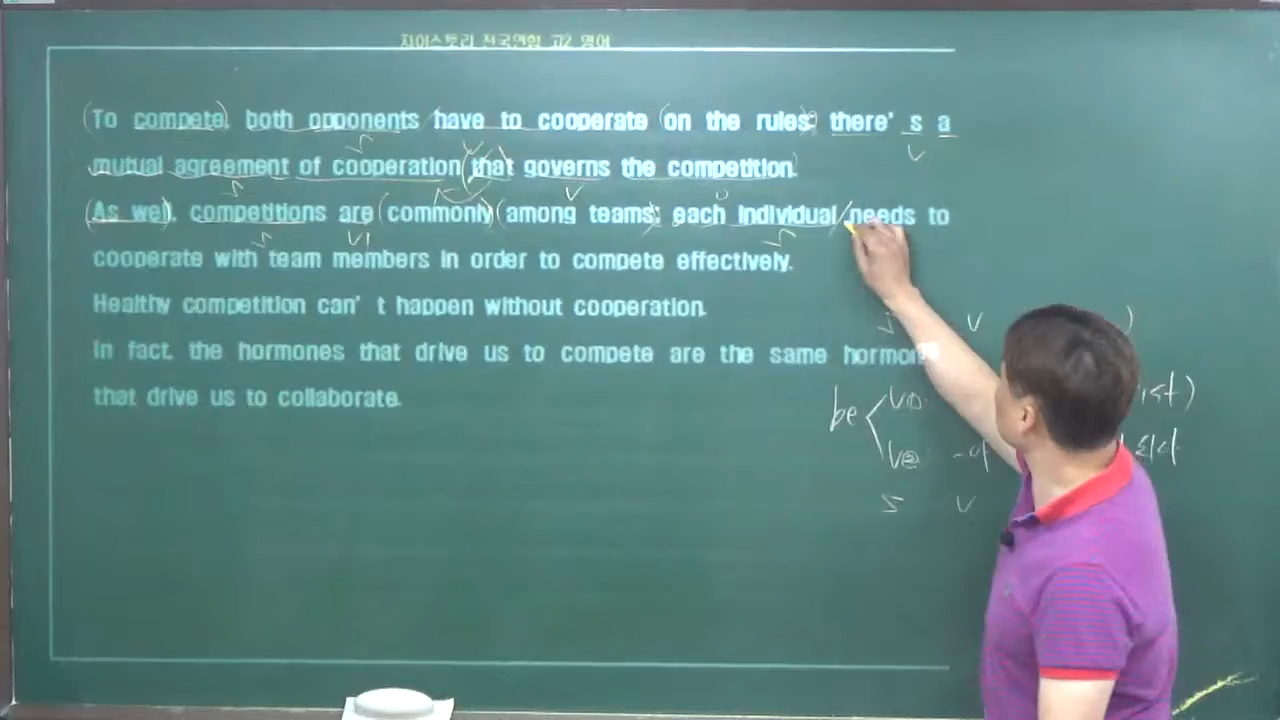 자이스토리 전국연합 고2 영어
To compete, both opponents have to cooperate on the rules; there's a
mutual agreement of cooperation that governs the competition.
As well, competitions are commonly among teams; each individual needs to
cooperate with team members in order to compete effectively.
Healthy competition can't happen without cooperation.
In fact, the hormones that drive us to compete are the same
that drive us to collaborate.
S V
V
S V O
S V1 S
S V )
be V① ist)
V②
S V